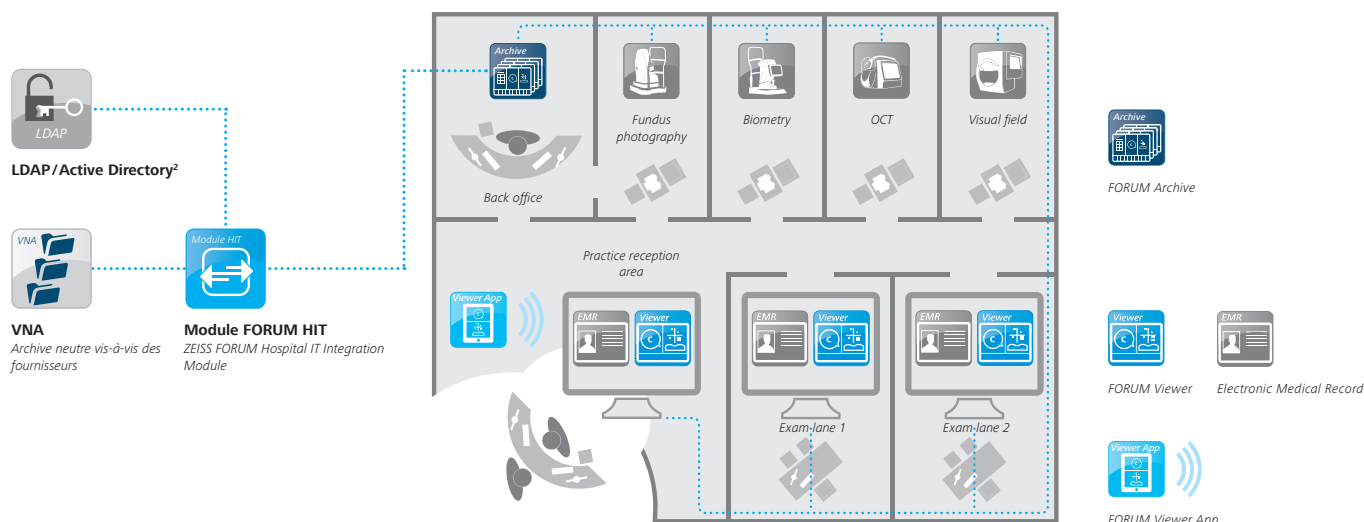 LDAP
LDAP/Active Directory²
VNA
VNA
Archive neutre vis-à-vis des
fournisseurs
Module HIT
Module FORUM HIT
ZEISS FORUM Hospital IT Integration
Module
Archive
Back office
Fundus
photography
Biometry
OCT
Visual field
Practice reception
area
Viewer App
EMR
Viewer
C
EMR
Viewer
C
Exam lane 1
EMR
Viewer
C
Exam lane 2
Archive
FORUM Archive
Viewer
C
FORUM Viewer
EMR
Electronic Medical Record
Viewer App
C
FORUM Viewer App